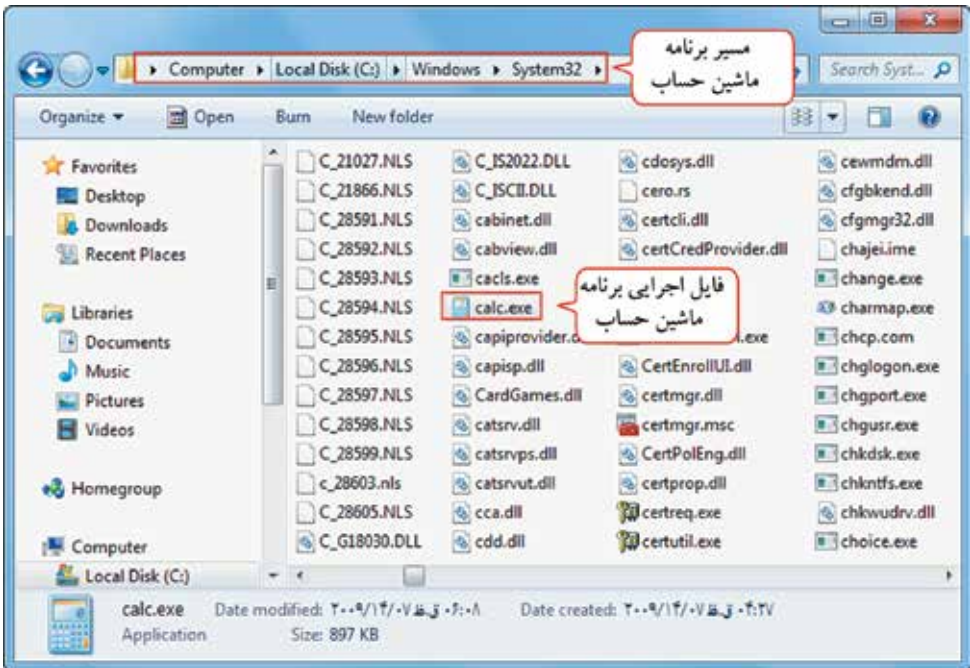 مسیر برنامه
ماشین حساب
Computer Local Disk (C:) Windows System32
Search Syst...
Organize Open Burn New folder
Favorites
Desktop
Downloads
Recent Places
Libraries
Documents
Music
Pictures
Videos
Homegroup
Computer
Local Disk (C:)
C_21027.NLS
C_21866.NLS
C_28591.NLS
C_28592.NLS
C_28593.NLS
C_28594.NLS
C_28595.NLS
C_28596.NLS
C_28597.NLS
C_28598.NLS
C_28599.NLS
c_28603.nls
C_28605.NLS
C_G18030.DLL
C_IS2022.DLL
C_ISCII.DLL
cabinet.dll
cabview.dll
cacls.exe
calc.exe
capiprovider.d
capisp.dll
CardGames.dll
catsrv.dll
catsrvps.dll
catsrvut.dll
cca.dll
cdd.dll
cdosys.dll
cero.rs
certcli.dll
certCredProvider.dll
فایل اجرایی برنامه
ماشین حساب
.exe
CertEnrollUI.dll
certmgr.dll
certmgr.msc
CertPolEng.dll
certprop.dll
certreq.exe
certutil.exe
cewmdm.dll
cfgbkend.dll
cfgmgr32.dll
chajei.ime
change.exe
charmap.exe
chcp.com
chglogon.exe
chgport.exe
chgusr.exe
chkdsk.exe
chkntfs.exe
chkwudrv.dll
choice.exe
calc.exe Date modified: ۲۰۰۹/۱۴/۰۷ ق.ظ ۰۶:۰۸ Date created: ۲۰۰۹/۱۴/۰۷ ق.ظ ۰۴:۲۷
Application Size: 897 KB